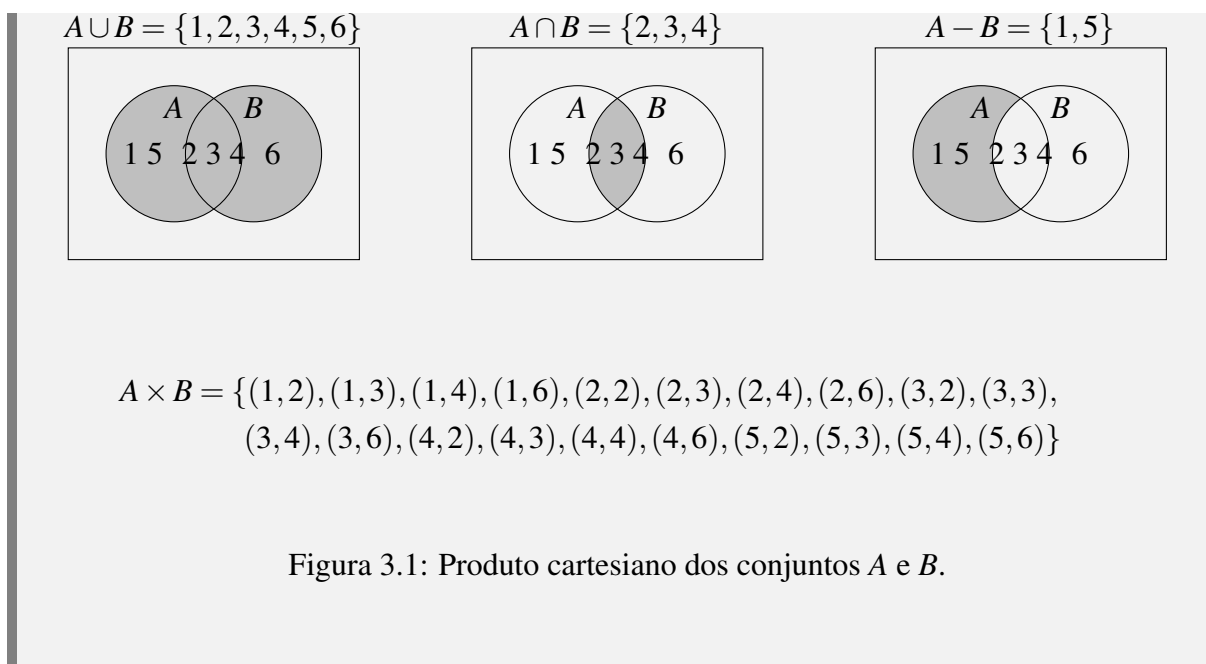 A ∪ B = {1, 2, 3, 4, 5, 6}
A B
1 5 2 3 4 6
A ∩ B = {2, 3, 4}
A B
1 5 2 3 4 6
A − B = {1, 5}
A B
1 5 2 3 4 6
A × B = {(1,2),(1,3),(1,4),(1,6),(2,2),(2,3),(2,4),(2,6),(3,2),(3,3),
(3,4),(3,6),(4,2),(4,3),(4,4),(4,6),(5,2),(5,3),(5,4),(5,6)}
Figura 3.1: Produto cartesiano dos conjuntos A e B.